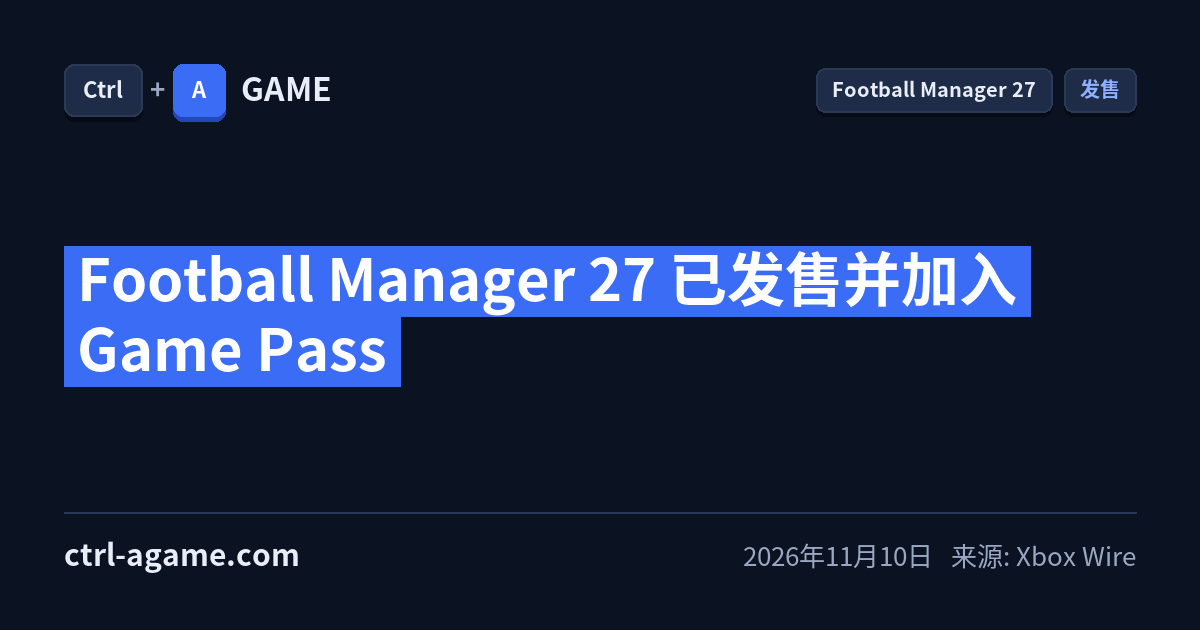 Ctrl + A GAME
Football Manager 27 发售
Football Manager 27 已发售并加入
Game Pass
ctrl-agame.com
2026年11月10日 来源: Xbox Wire